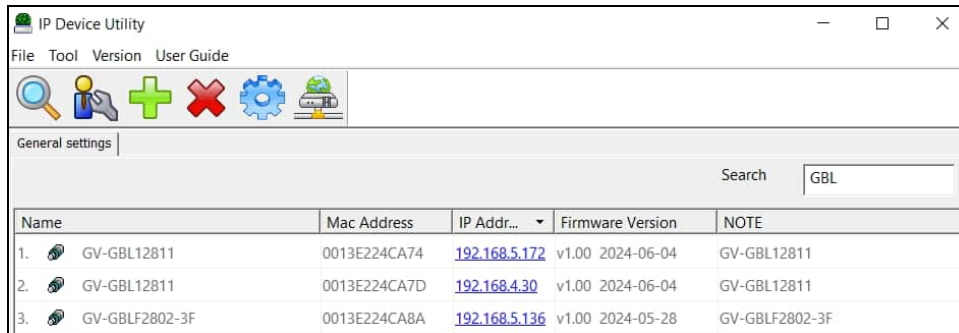 IP Device Utility
File Tool Version User Guide
General settings
Search GBL
Name Mac Address IP Addr... Firmware Version NOTE
1. GV-GBL12811 0013E224CA74 192.168.5.172 v1.00 2024-06-04 GV-GBL12811
2. GV-GBL12811 0013E224CA7D 192.168.4.30 v1.00 2024-06-04 GV-GBL12811
3. GV-GBLF2802-3F 0013E224CA8A 192.168.5.136 v1.00 2024-05-28 GV-GBLF2802-3F